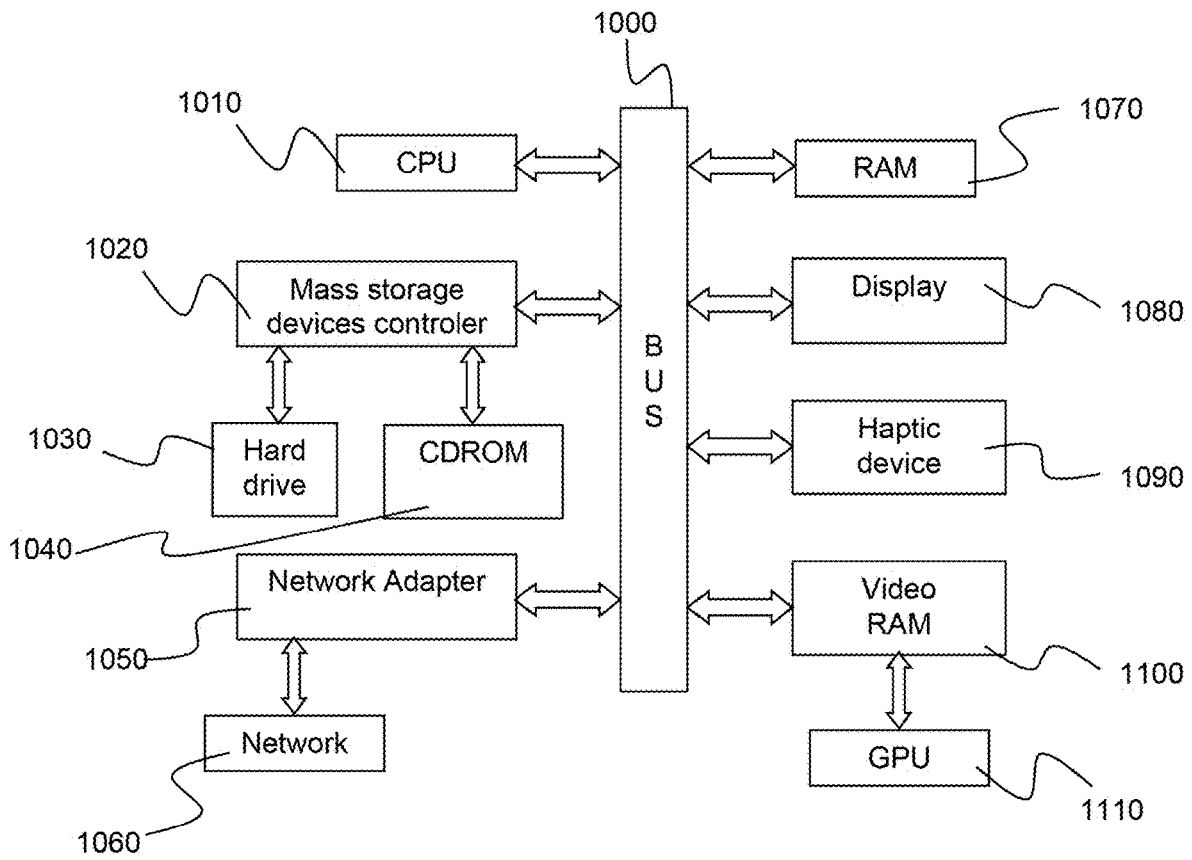 1000
1010
CPU
1070
RAM
1020
Mass storage
devices controler
Display
1080
B
U
S
1030
Hard
drive
CDROM
Haptic
device
1090
1040
Network Adapter
1050
Video
RAM
1100
Network
1060
GPU
1110